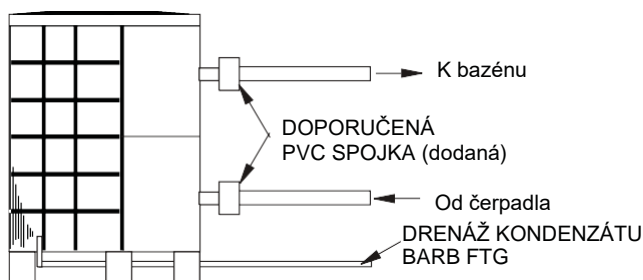 K bazénu
DOPORUČENÁ
PVC SPOJKA (dodaná)
Od čerpadla
DRENÁŽ KONDENZÁTU
BARB FTG